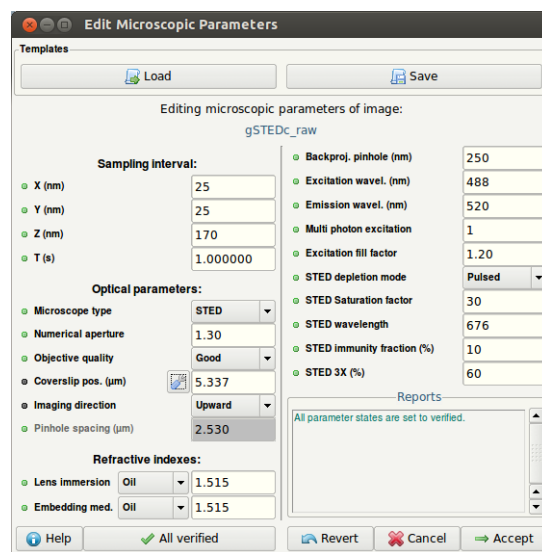 Edit Microscopic Parameters
Templates
Load
Save
Editing microscopic parameters of image:
gSTEDc_raw
Sampling interval:
X (nm) 25
Y (nm) 25
Z (nm) 170
T (s) 1.000000
Optical parameters:
Microscope type STED
Numerical aperture 1.30
Objective quality Good
Coverslip pos. (µm) 5.337
Imaging direction Upward
Pinhole spacing (µm) 2.530
Refractive indexes:
Lens immersion Oil 1.515
Embedding med. Oil 1.515
Backproj. pinhole (nm) 250
Excitation wavel. (nm) 488
Emission wavel. (nm) 520
Multi photon excitation 1
Excitation fill factor 1.20
STED depletion mode Pulsed
STED Saturation factor 30
STED wavelength 676
STED immunity fraction (%) 10
STED 3X (%) 60
Reports
All parameter states are set to verified.
Help
All verified
Revert
Cancel
Accept